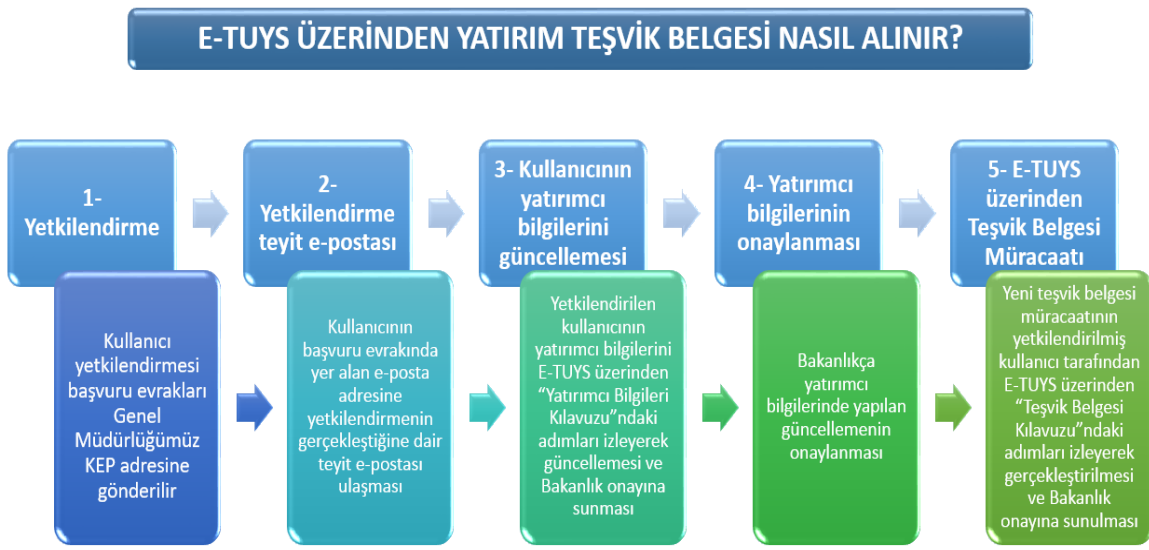 E-TUYS ÜZERİNDEN YATIRIM TEŞVİK BELGESİ NASIL ALINIR?
1-
Yetkilendirme
Kullanıcı
yetkilendirmesi
başvuru evrakları
Genel
Müdürlüğümüz
KEP adresine
gönderilir
2-
Yetkilendirme
teyit e-postası
Kullanıcının
başvuru evrakında
yer alan e-posta
adresine
yetkilendirmenin
gerçekleştiğine dair
teyit e-postası
ulaşması
3- Kullanıcının
yatırımcı
bilgilerini
güncellemesi
Yetkilendirilen
kullanıcının
yatırımcı bilgilerini
E-TUYS üzerinden
“Yatırımcı Bilgileri
Kılavuzu”ndaki
adımları izleyerek
güncellemesi ve
Bakanlık onayına
sunması
4- Yatırımcı
bilgilerinin
onaylanması
Bakanlıkça
yatırımcı
bilgilerinde yapılan
güncellemenin
onaylanması
5- E-TUYS
üzerinden
Teşvik Belgesi
Müracaatı
Yeni teşvik belgesi
müracaatının
yetkilendirilmiş
kullanıcı tarafından
E-TUYS üzerinden
“Teşvik Belgesi
Kılavuzu”ndaki
adımları izleyerek
gerçekleştirilmesi
ve Bakanlık
onayına sunulması